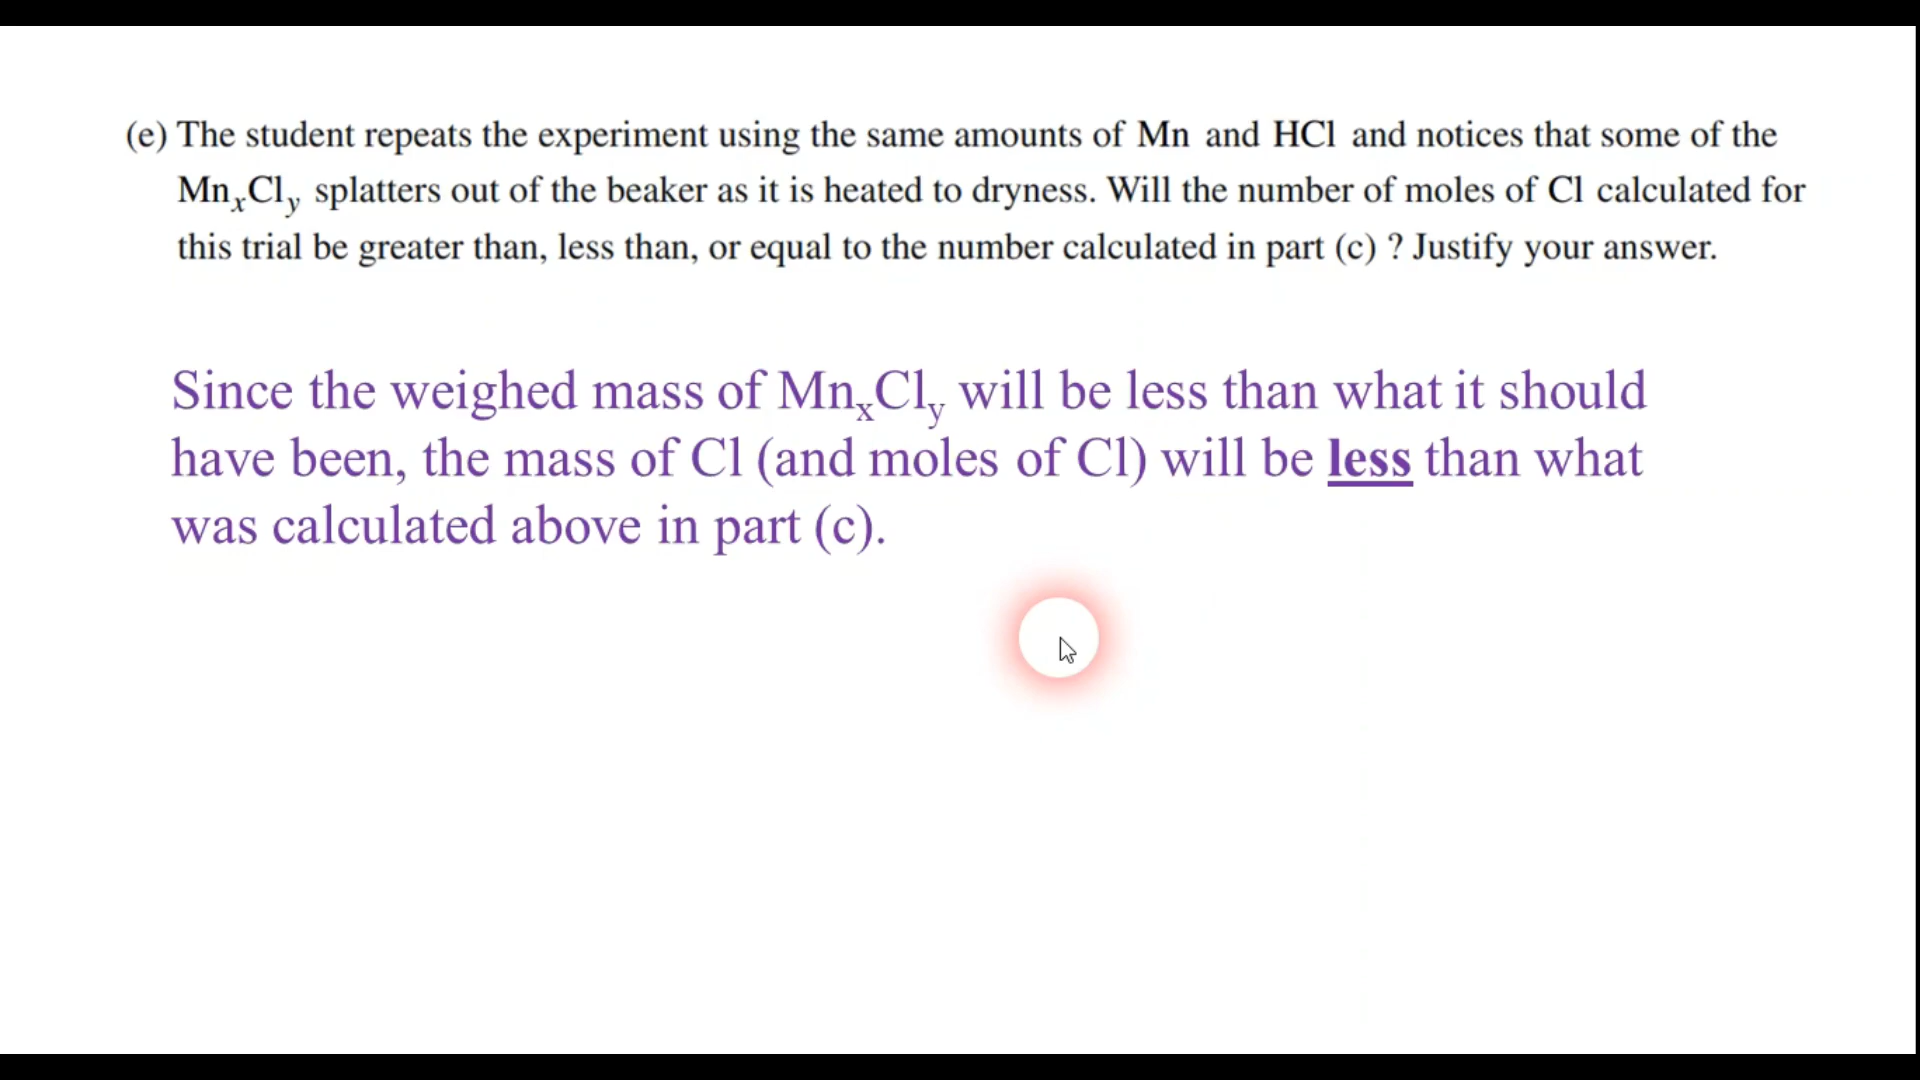 (e) The student repeats the experiment using the same amounts of Mn and HCl and notices that some of the
MnₓClᵧ splatters out of the beaker as it is heated to dryness. Will the number of moles of Cl calculated for
this trial be greater than, less than, or equal to the number calculated in part (c) ? Justify your answer.
Since the weighed mass of MnₓClᵧ will be less than what it should
have been, the mass of Cl (and moles of Cl) will be less than what
was calculated above in part (c).